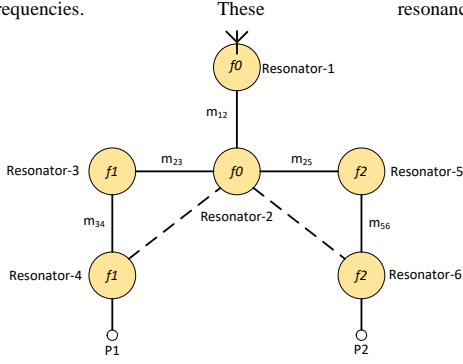 requencies. These resonanc
f0 Resonator-1
m12
Resonator-3 f1 m23 f0 m25 f2 Resonator-5
Resonator-2
m34 m56
Resonator-4 f1 f2 Resonator-6
P1 P2